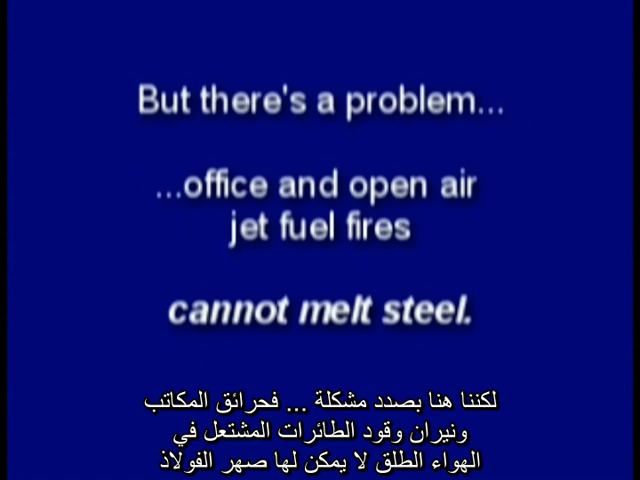 But there's a problem...
...office and open air
jet fuel fires
cannot melt steel.
لكننا هنا بصدد مشكلة ... فحرائق المكاتب
ونيران وقود الطائرات المشتعل في
الهواء الطلق لا يمكن لها صهر الفولاذ